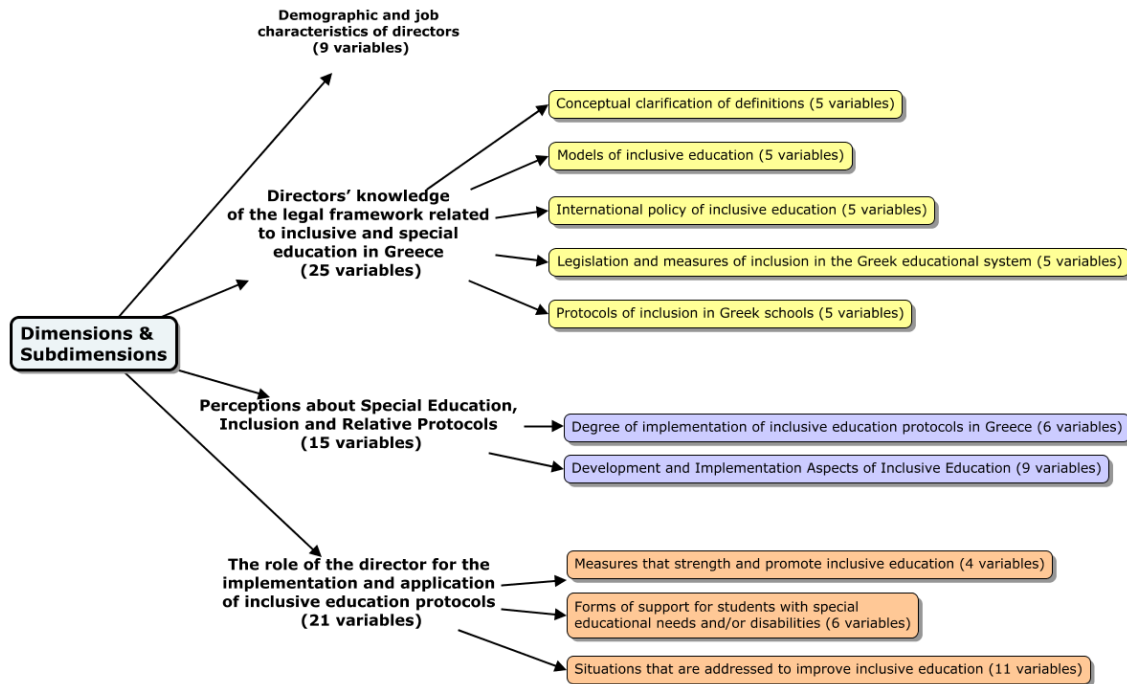 Demographic and job
characteristics of directors
(9 variables)
Conceptual clarification of definitions (5 variables)
Models of inclusive education (5 variables)
Directors’ knowledge
of the legal framework related
to inclusive and special
education in Greece
(25 variables)
International policy of inclusive education (5 variables)
Legislation and measures of inclusion in the Greek educational system (5 variables)
Protocols of inclusion in Greek schools (5 variables)
Dimensions &
Subdimensions
Perceptions about Special Education,
Inclusion and Relative Protocols
(15 variables)
Degree of implementation of inclusive education protocols in Greece (6 variables)
Development and Implementation Aspects of Inclusive Education (9 variables)
The role of the director for the
implementation and application
of inclusive education protocols
(21 variables)
Measures that strength and promote inclusive education (4 variables)
Forms of support for students with special
educational needs and/or disabilities (6 variables)
Situations that are addressed to improve inclusive education (11 variables)